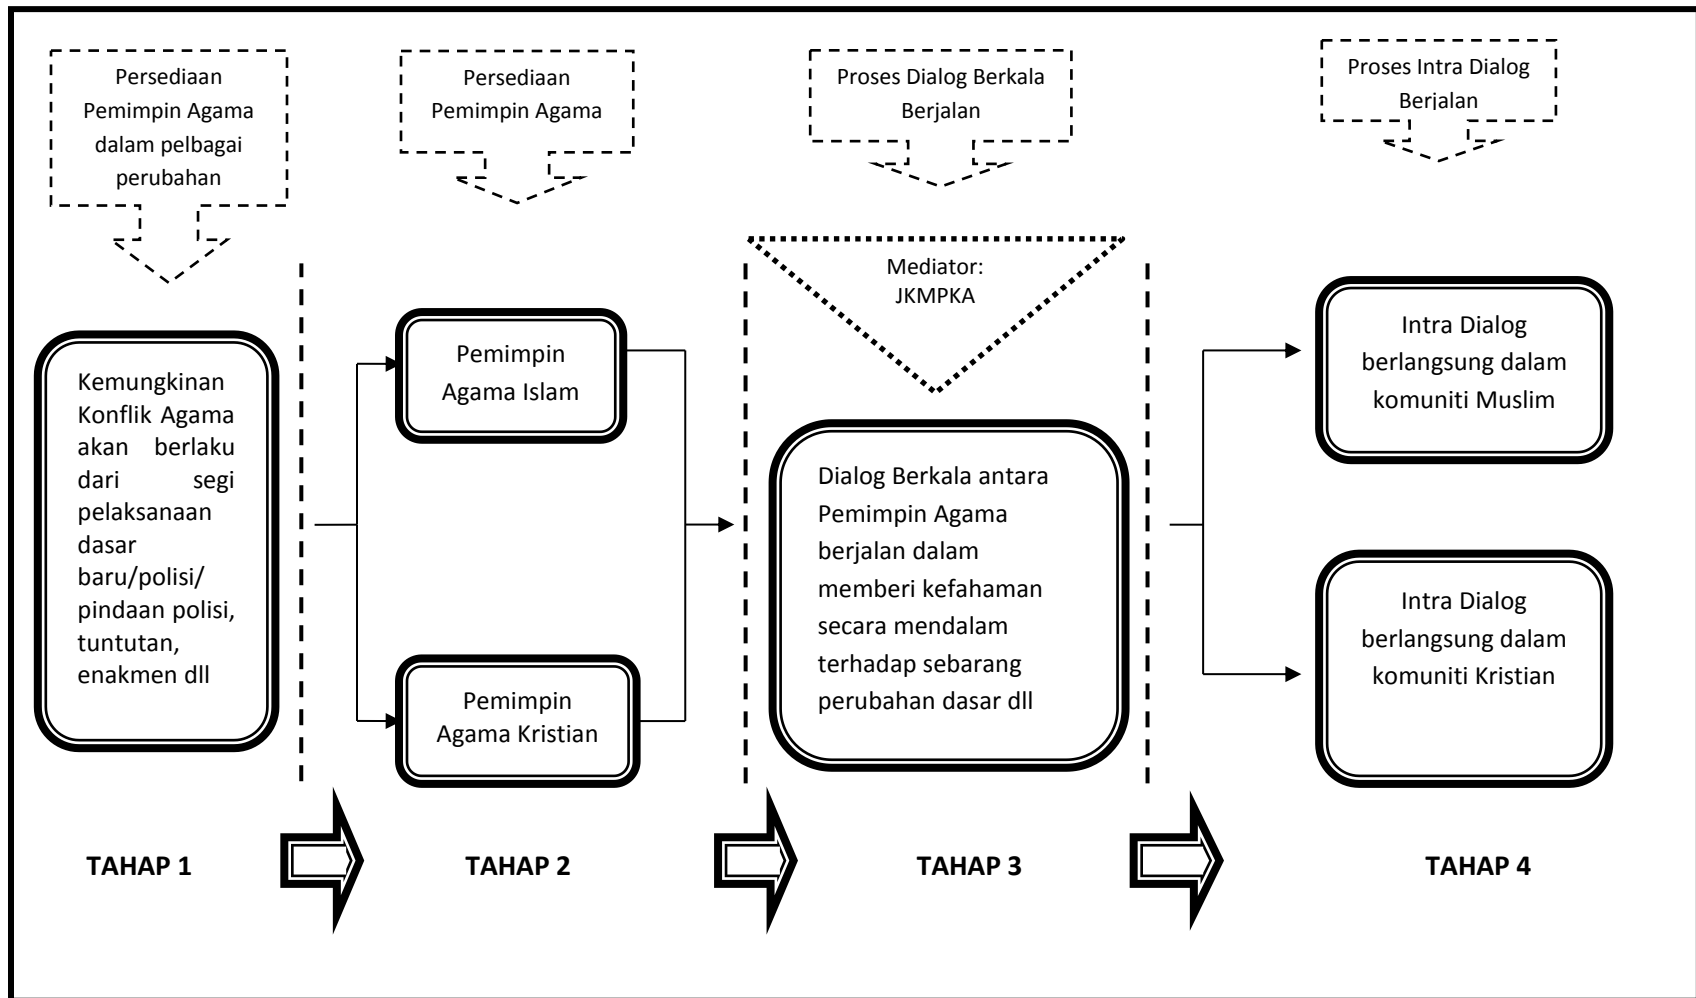 Persediaan
Pemimpin Agama
dalam pelbagai
perubahan
Persediaan
Pemimpin Agama
Proses Dialog Berkala
Berjalan
Proses Intra Dialog
Berjalan
Mediator:
JKMPKA
Kemungkinan
Konflik Agama
akan berlaku
dari segi
pelaksanaan
dasar
baru/polisi/
pindaan polisi,
tuntutan,
enakmen dll
Pemimpin
Agama Islam
Pemimpin
Agama Kristian
Dialog Berkala antara
Pemimpin Agama
berjalan dalam
memberi kefahaman
secara mendalam
terhadap sebarang
perubahan dasar dll
Intra Dialog
berlangsung dalam
komuniti Muslim
Intra Dialog
berlangsung dalam
komuniti Kristian
TAHAP 1
TAHAP 2
TAHAP 3
TAHAP 4